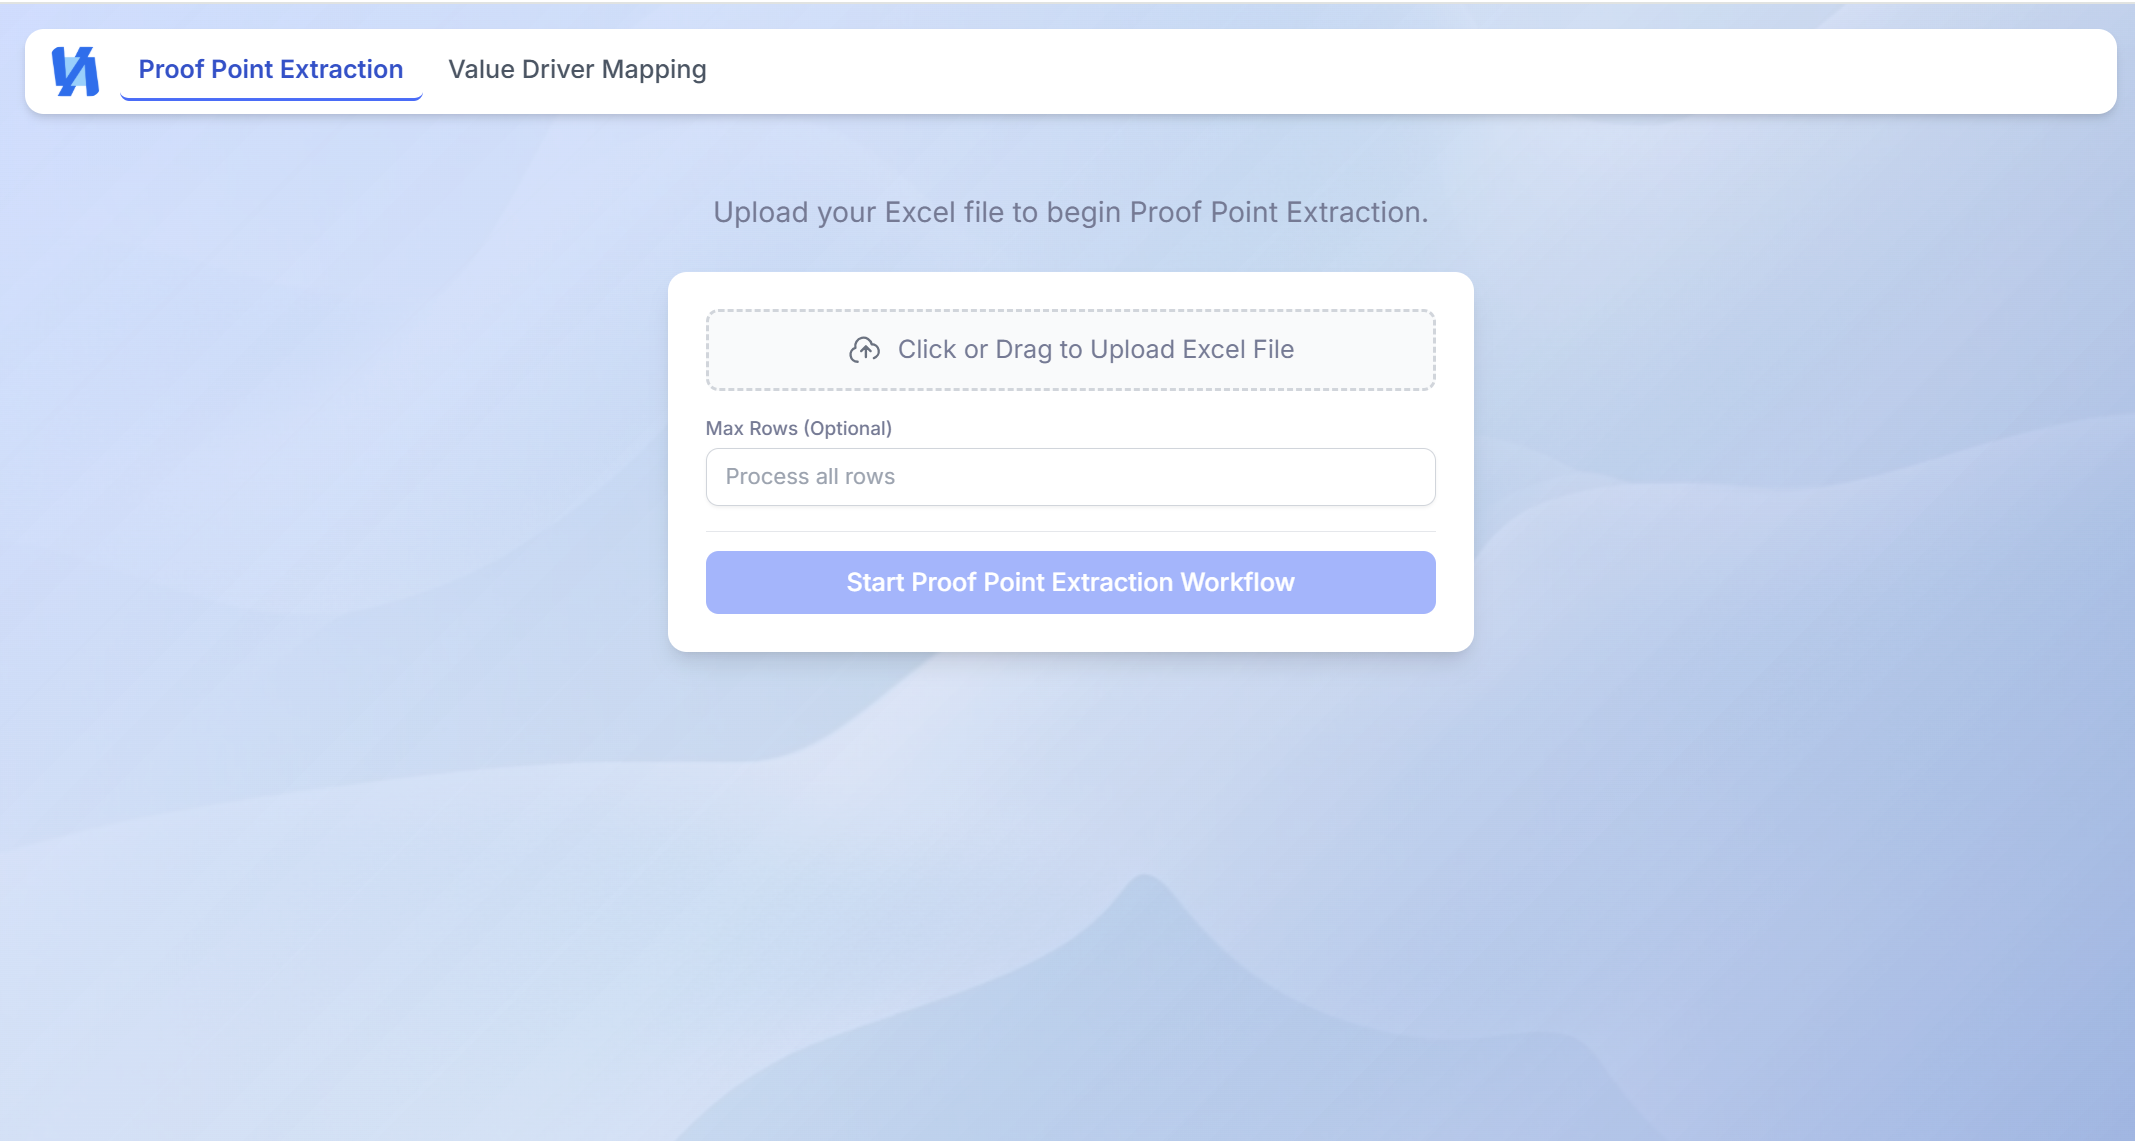 Proof Point Extraction
Value Driver Mapping
Upload your Excel file to begin Proof Point Extraction.
Click or Drag to Upload Excel File
Max Rows (Optional)
Process all rows
Start Proof Point Extraction Workflow